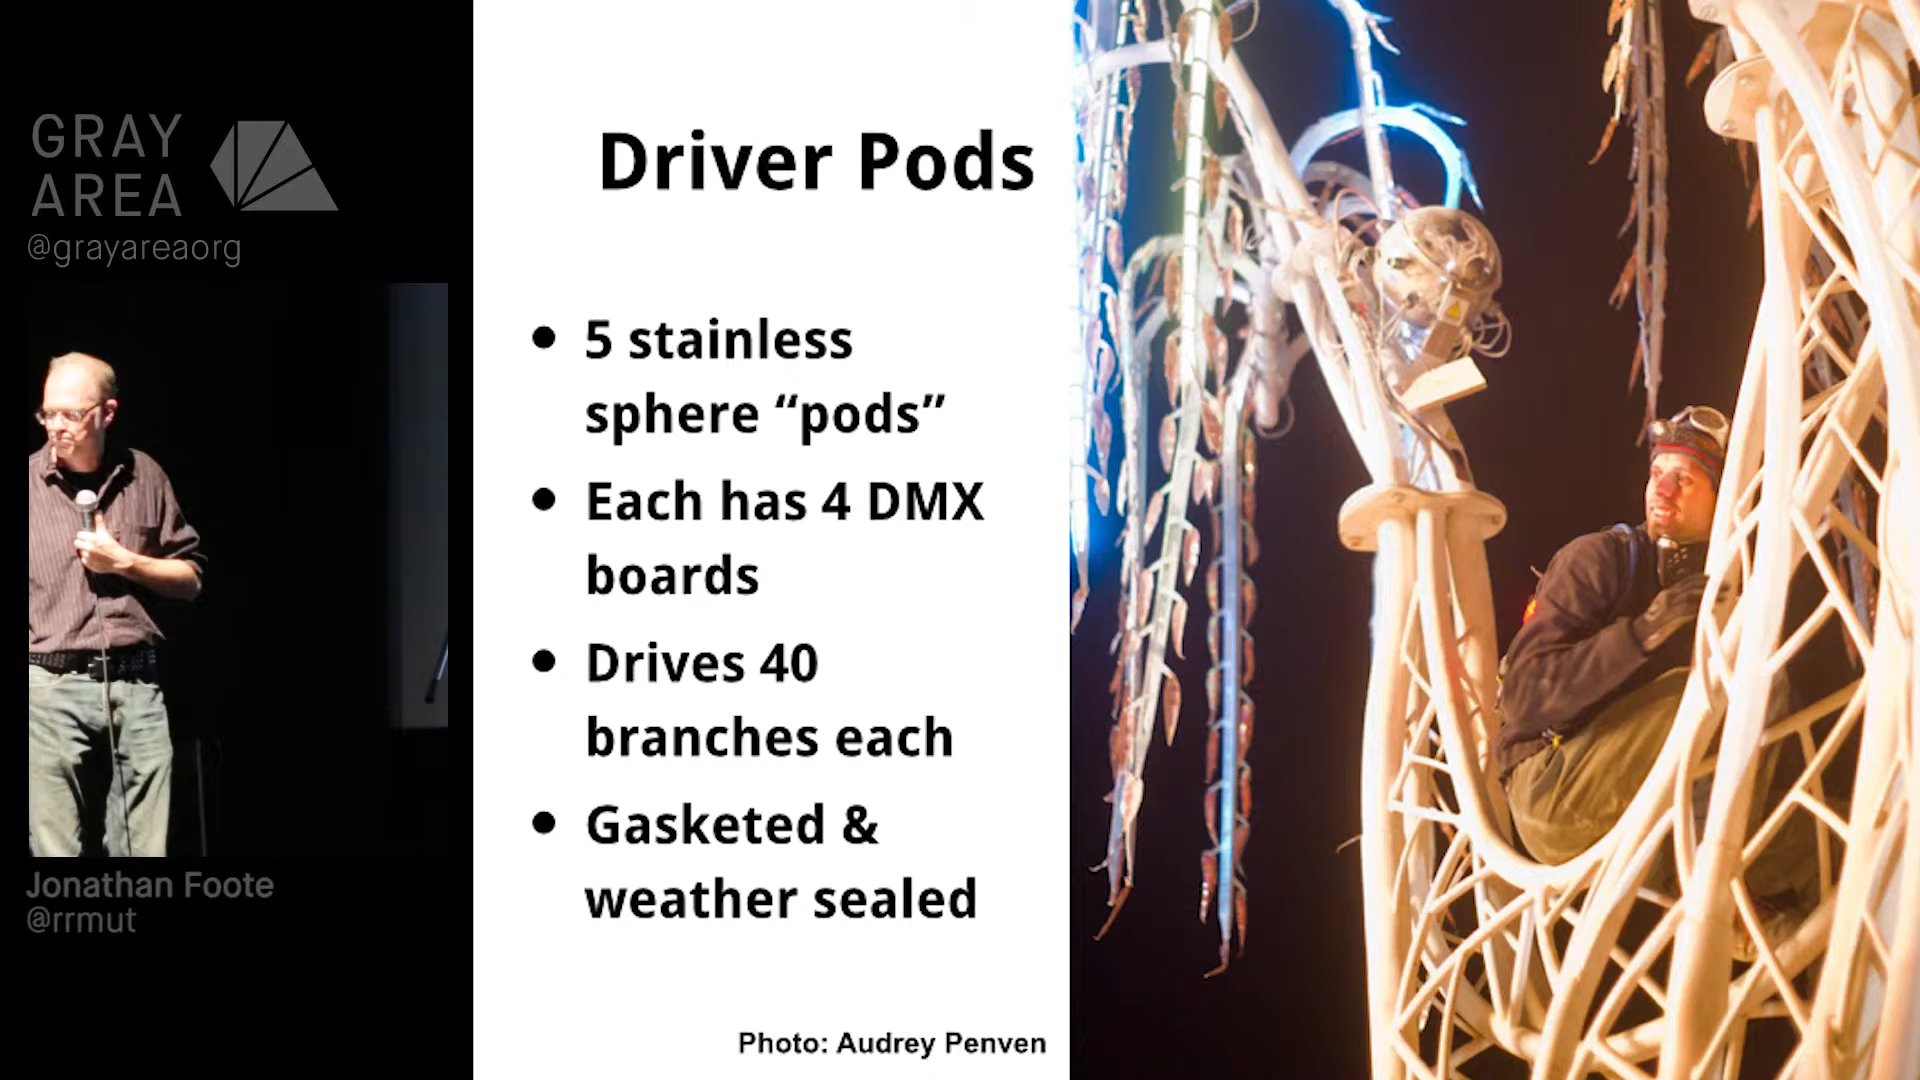 GRAY
AREA
@grayareaorg
Jonathan Foote
@rrmut
Driver Pods
• 5 stainless
sphere “pods”
• Each has 4 DMX
boards
• Drives 40
branches each
• Gasketed &
weather sealed
Photo: Audrey Penven